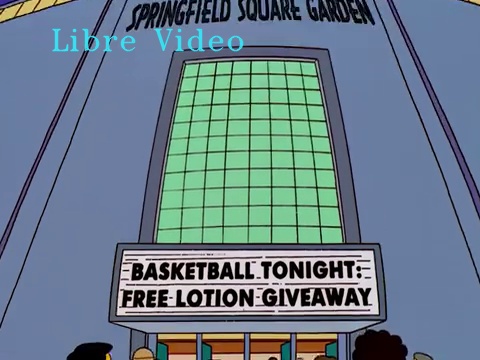 SPRINGFIELD SQUARE GARDEN
Libre Video
BASKETBALL TONIGHT:
FREE LOTION GIVEAWAY